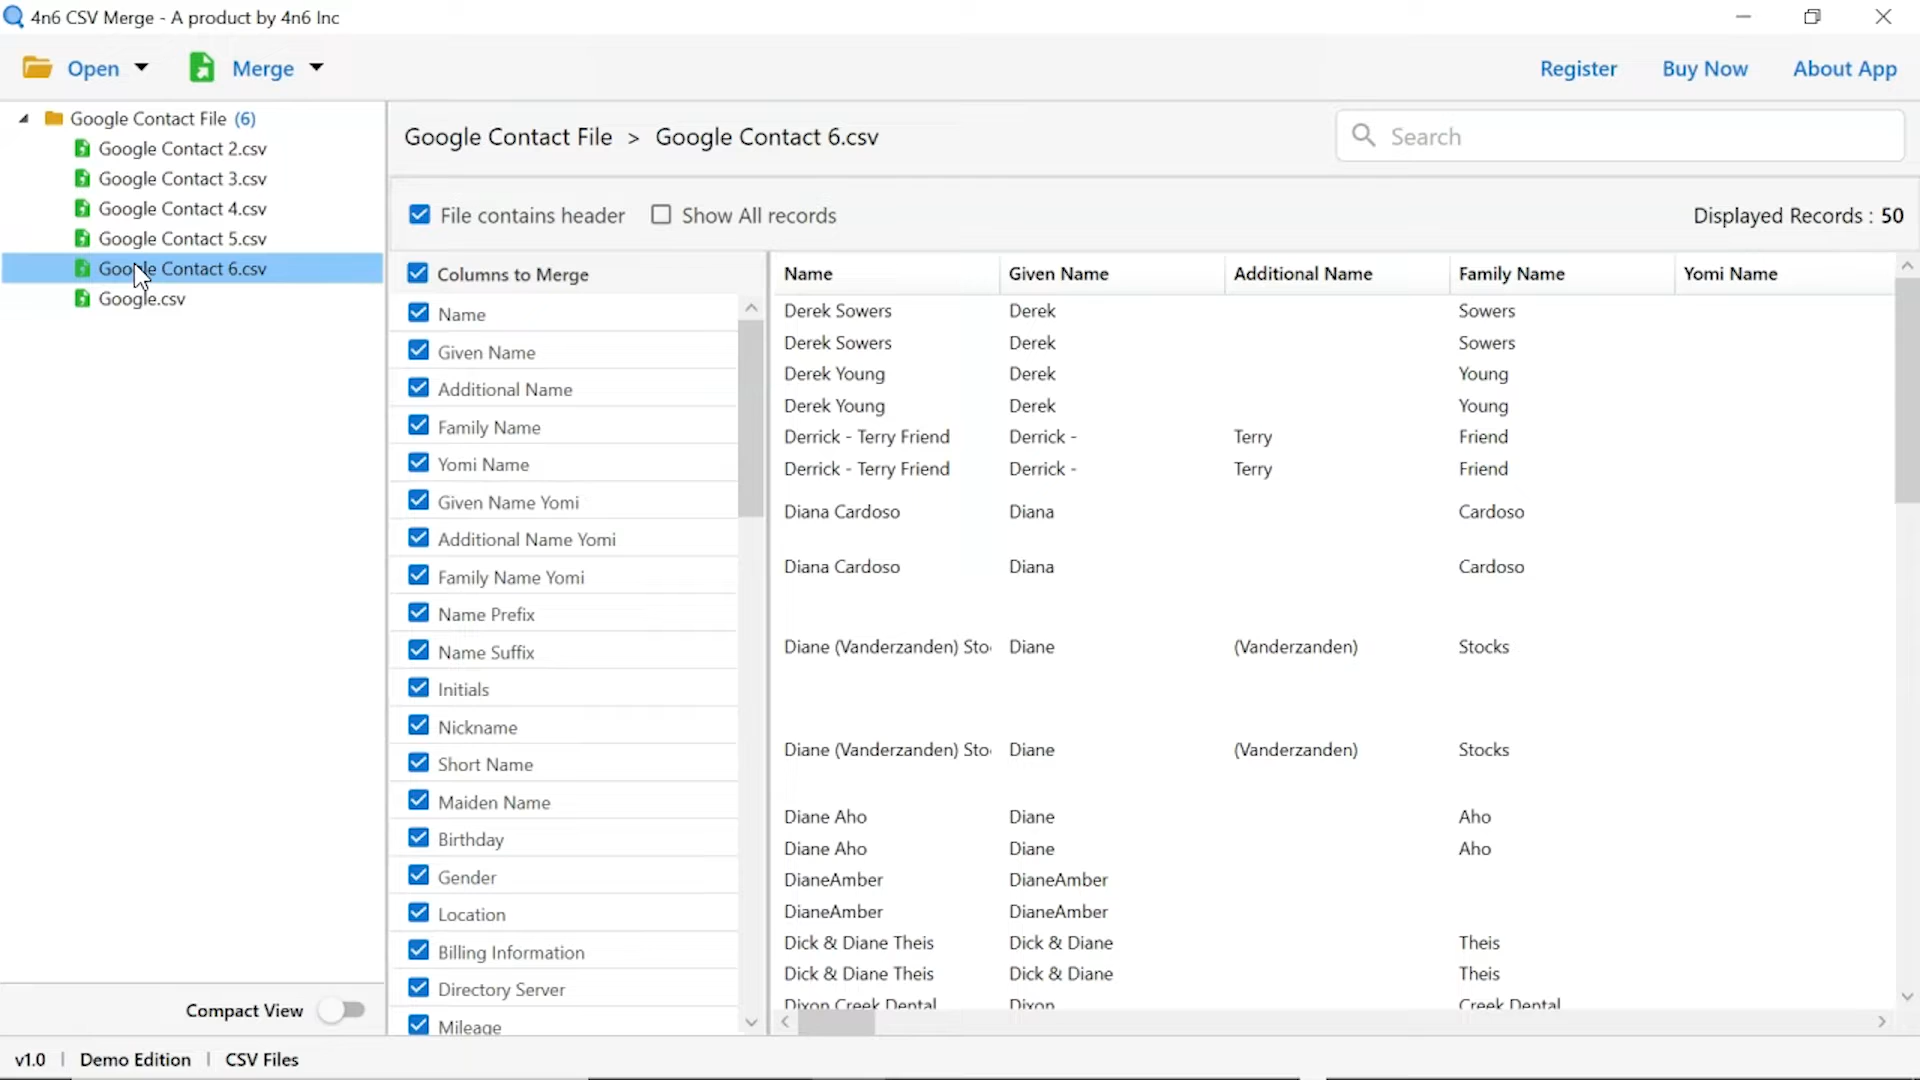 4n6 CSV Merge - A product by 4n6 Inc
Open Merge Register Buy Now About App
Google Contact File (6)
Google Contact 2.csv
Google Contact 3.csv
Google Contact 4.csv
Google Contact 5.csv
Google Contact 6.csv
Google.csv
Compact View
Google Contact File > Google Contact 6.csv
Search
File contains header Show All records Displayed Records : 50
Columns to Merge
Name
Given Name
Additional Name
Family Name
Yomi Name
Given Name Yomi
Additional Name Yomi
Family Name Yomi
Name Prefix
Name Suffix
Initials
Nickname
Short Name
Maiden Name
Birthday
Gender
Location
Billing Information
Directory Server
Mileage
Name Given Name Additional Name Family Name Yomi Name
Derek Sowers Derek Sowers
Derek Sowers Derek Sowers
Derek Young Derek Young
Derek Young Derek Young
Derrick - Terry Friend Derrick - Terry Friend
Derrick - Terry Friend Derrick - Terry Friend
Diana Cardoso Diana Cardoso
Diana Cardoso Diana Cardoso
Diane (Vanderzanden) Sto Diane (Vanderzanden) Stocks
Diane (Vanderzanden) Sto Diane (Vanderzanden) Stocks
Diane Aho Diane Aho
Diane Aho Diane Aho
DianeAmber DianeAmber
DianeAmber DianeAmber
Dick & Diane Theis Dick & Diane Theis
Dick & Diane Theis Dick & Diane Theis
Dixon Creek Dental Dixon Creek Dental
v1.0 | Demo Edition | CSV Files